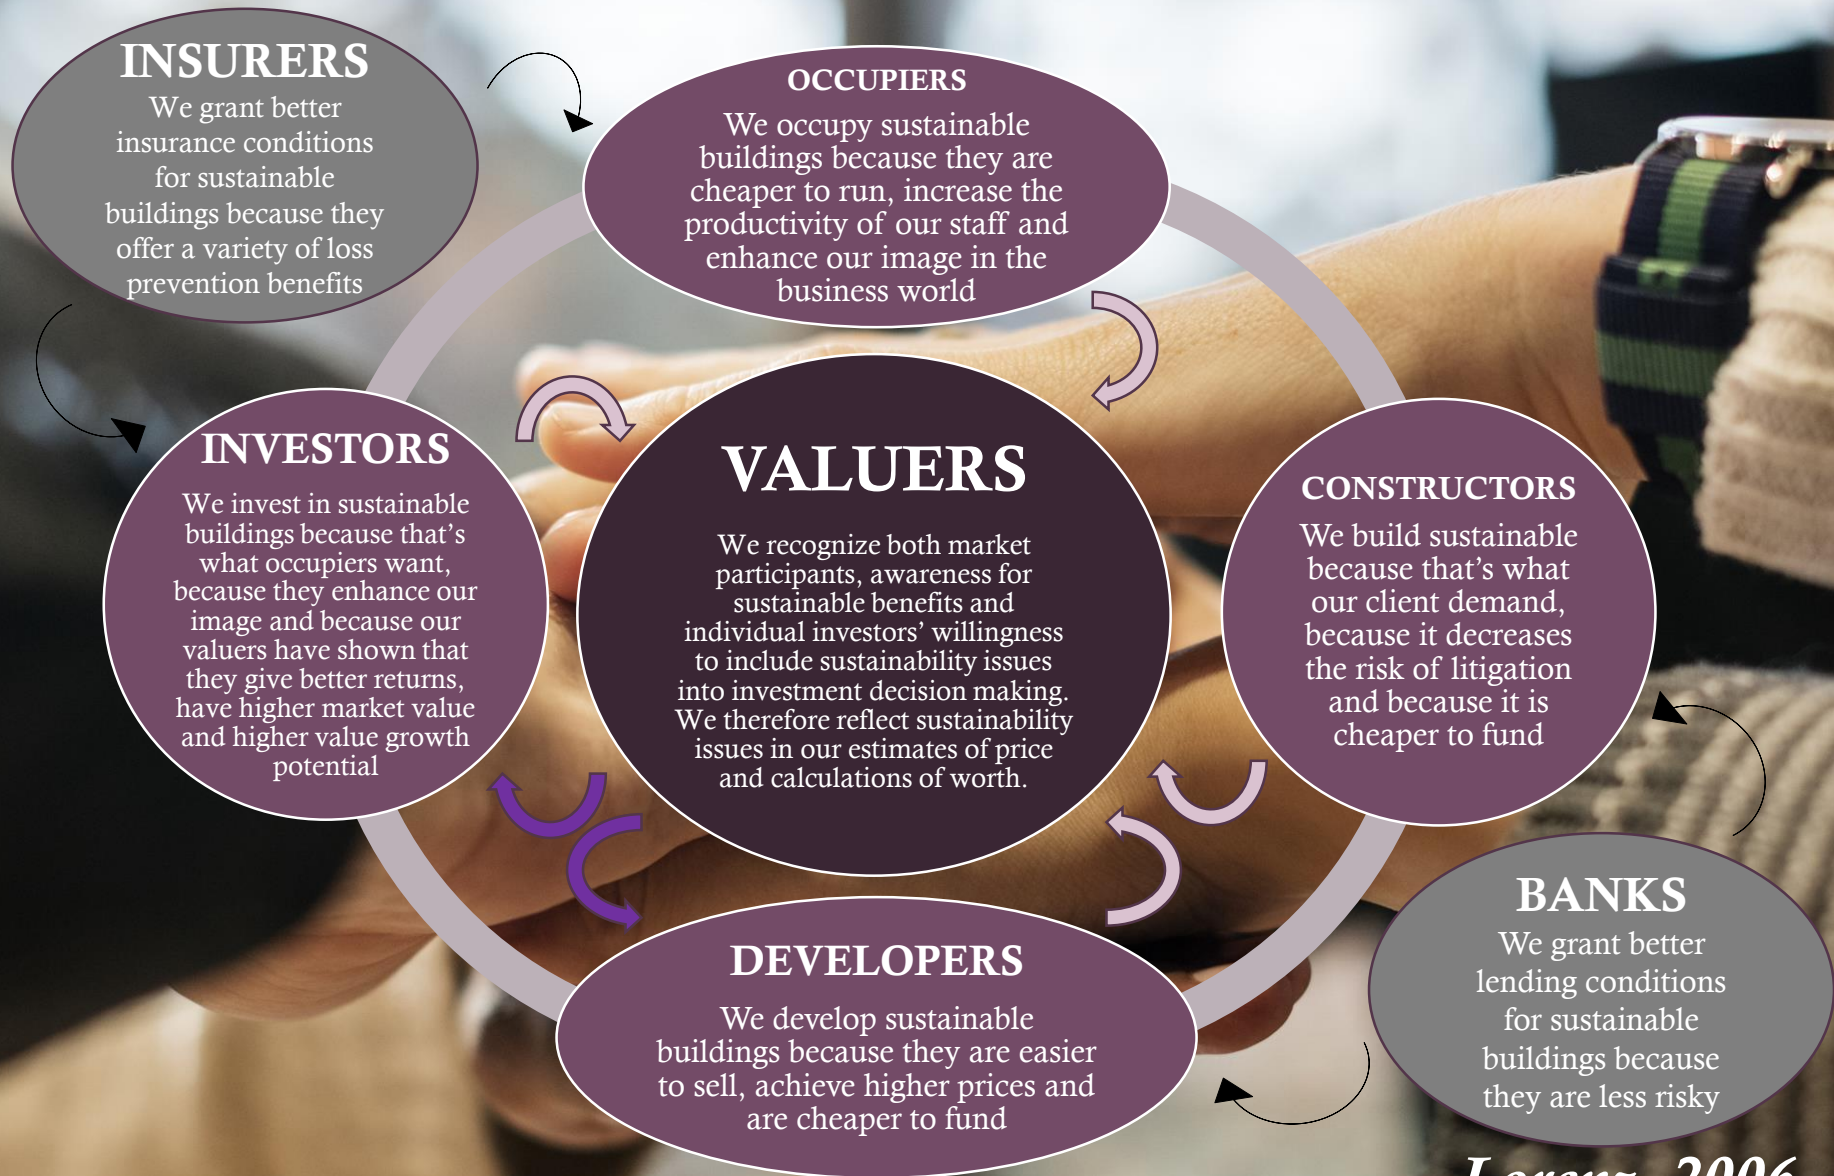 INSURERS
We grant better
insurance conditions
for sustainable
buildings because they
offer a variety of loss
prevention benefits
OCCUPIERS
We occupy sustainable
buildings because they are
cheaper to run, increase the
productivity of our staff and
enhance our image in the
business world
INVESTORS
We invest in sustainable
buildings because that’s
what occupiers want,
because they enhance our
image and because our
valuers have shown that
they give better returns,
have higher market value
and higher value growth
potential
VALUERS
We recognize both market
participants, awareness for
sustainable benefits and
individual investors’ willingness
to include sustainability issues
into investment decision making.
We therefore reflect sustainability
issues in our estimates of price
and calculations of worth.
CONSTRUCTORS
We build sustainable
because that’s what
our client demand,
because it decreases
the risk of litigation
and because it is
cheaper to fund
DEVELOPERS
We develop sustainable
buildings because they are easier
to sell, achieve higher prices and
are cheaper to fund
BANKS
We grant better
lending conditions
for sustainable
buildings because
they are less risky
Lorenz, 2006